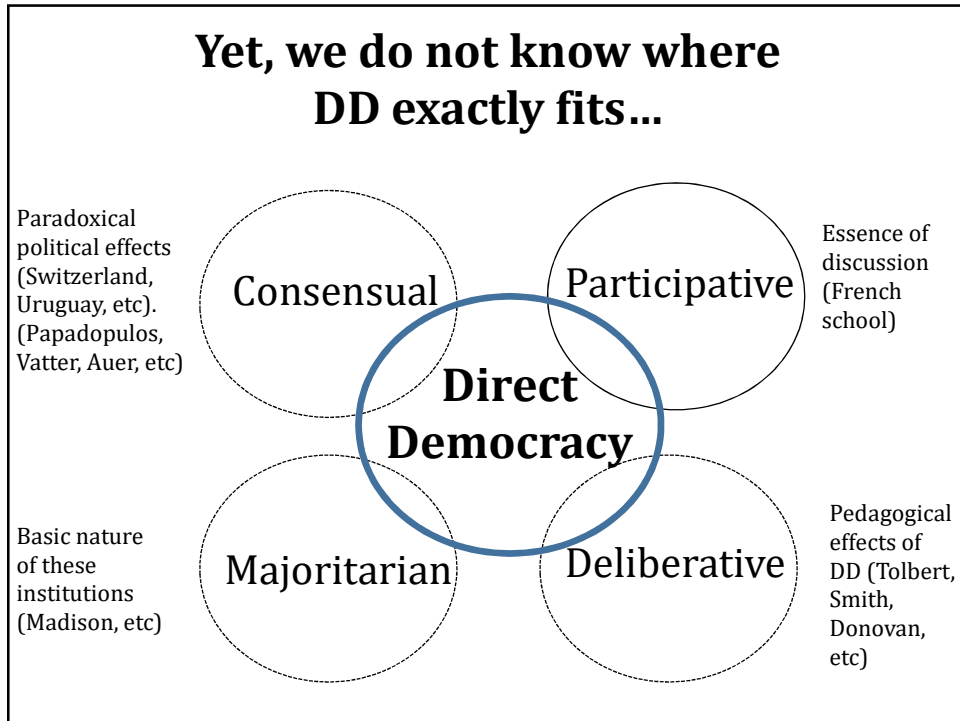 Yet, we do not know where
DD exactly fits…
Paradoxical
political effects
(Switzerland,
Uruguay, etc).
(Papadopulos,
Vatter, Auer, etc)
Consensual
Participative
Essence of
discussion
(French
school)
Direct
Democracy
Basic nature
of these
institutions
(Madison, etc)
Majoritarian
Deliberative
Pedagogical
effects of
DD (Tolbert,
Smith,
Donovan,
etc)